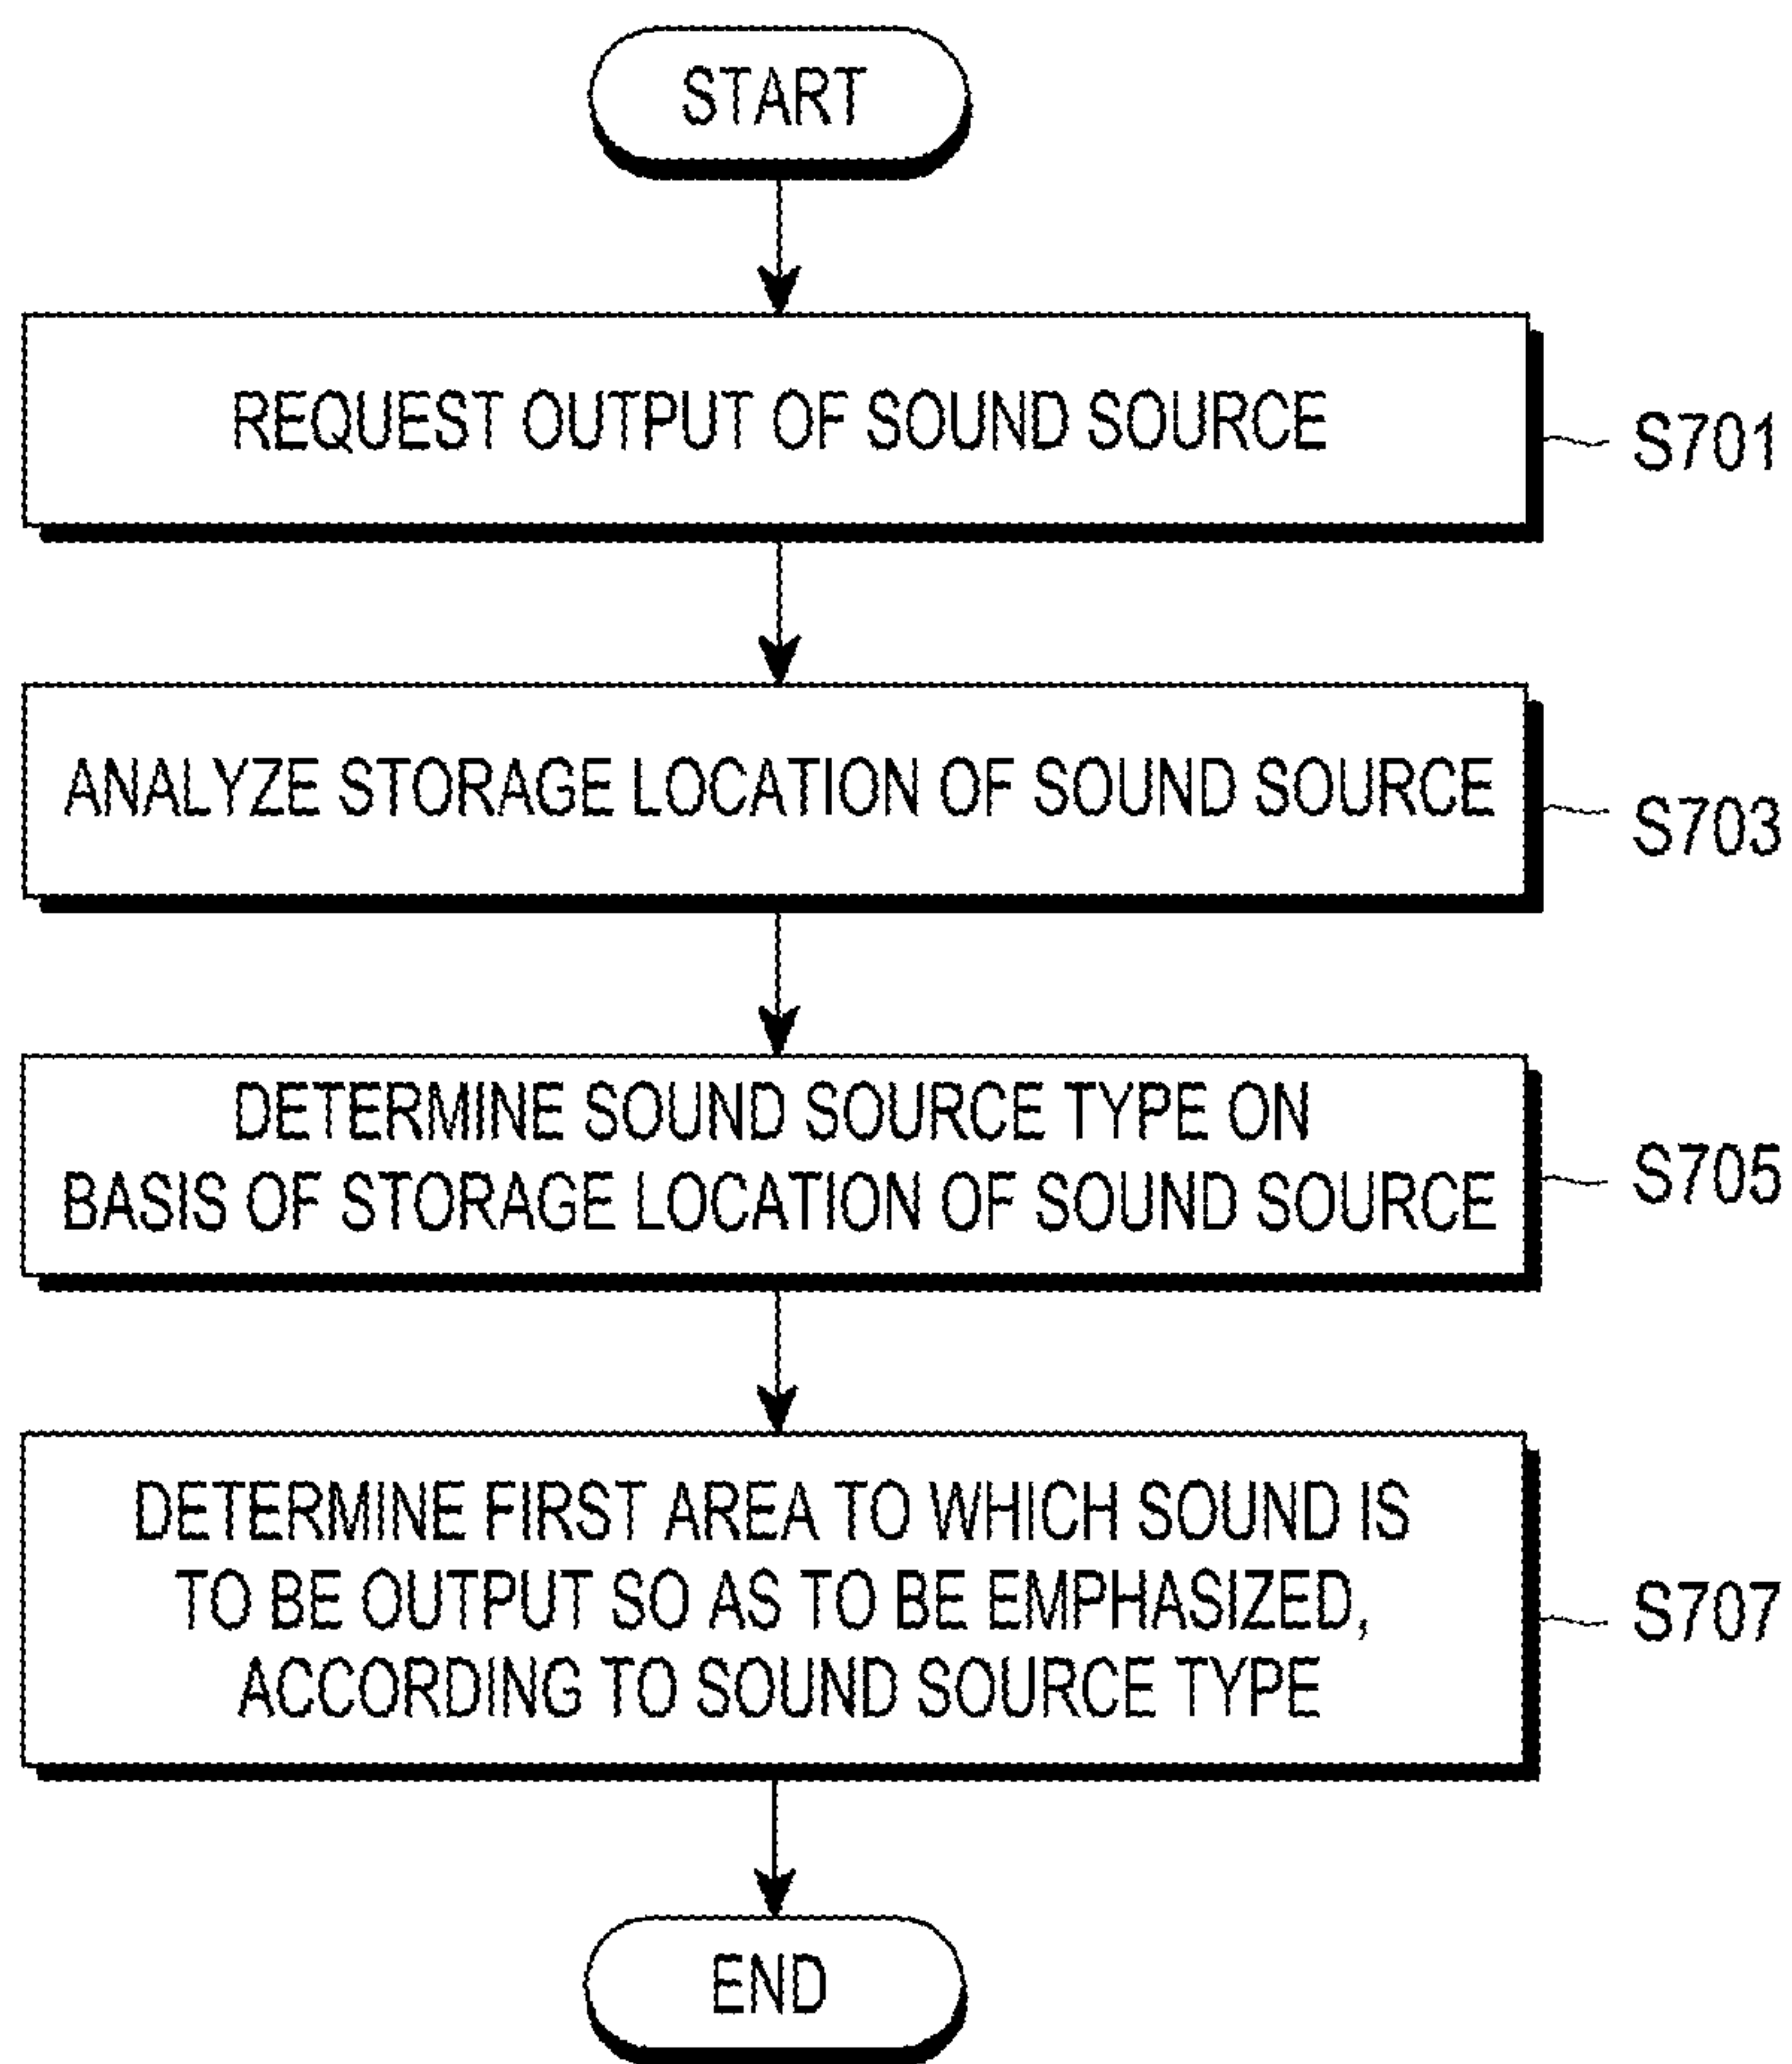 START
REQUEST OUTPUT OF SOUND SOURCE
S701
ANALYZE STORAGE LOCATION OF SOUND SOURCE
S703
DETERMINE SOUND SOURCE TYPE ON
BASIS OF STORAGE LOCATION OF SOUND SOURCE
S705
DETERMINE FIRST AREA TO WHICH SOUND IS
TO BE OUTPUT SO AS TO BE EMPHASIZED,
ACCORDING TO SOUND SOURCE TYPE
S707
END